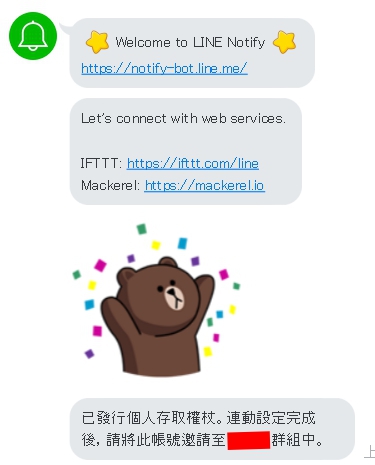 Welcome to LINE Notify
https://notify-bot.line.me/
Let's connect with web services.
IFTTT: https://ifttt.com/line
Mackerel: https://mackerel.io
已發行個人存取權杖。連動設定完成
後，請將此帳號邀請至 群組中。
上